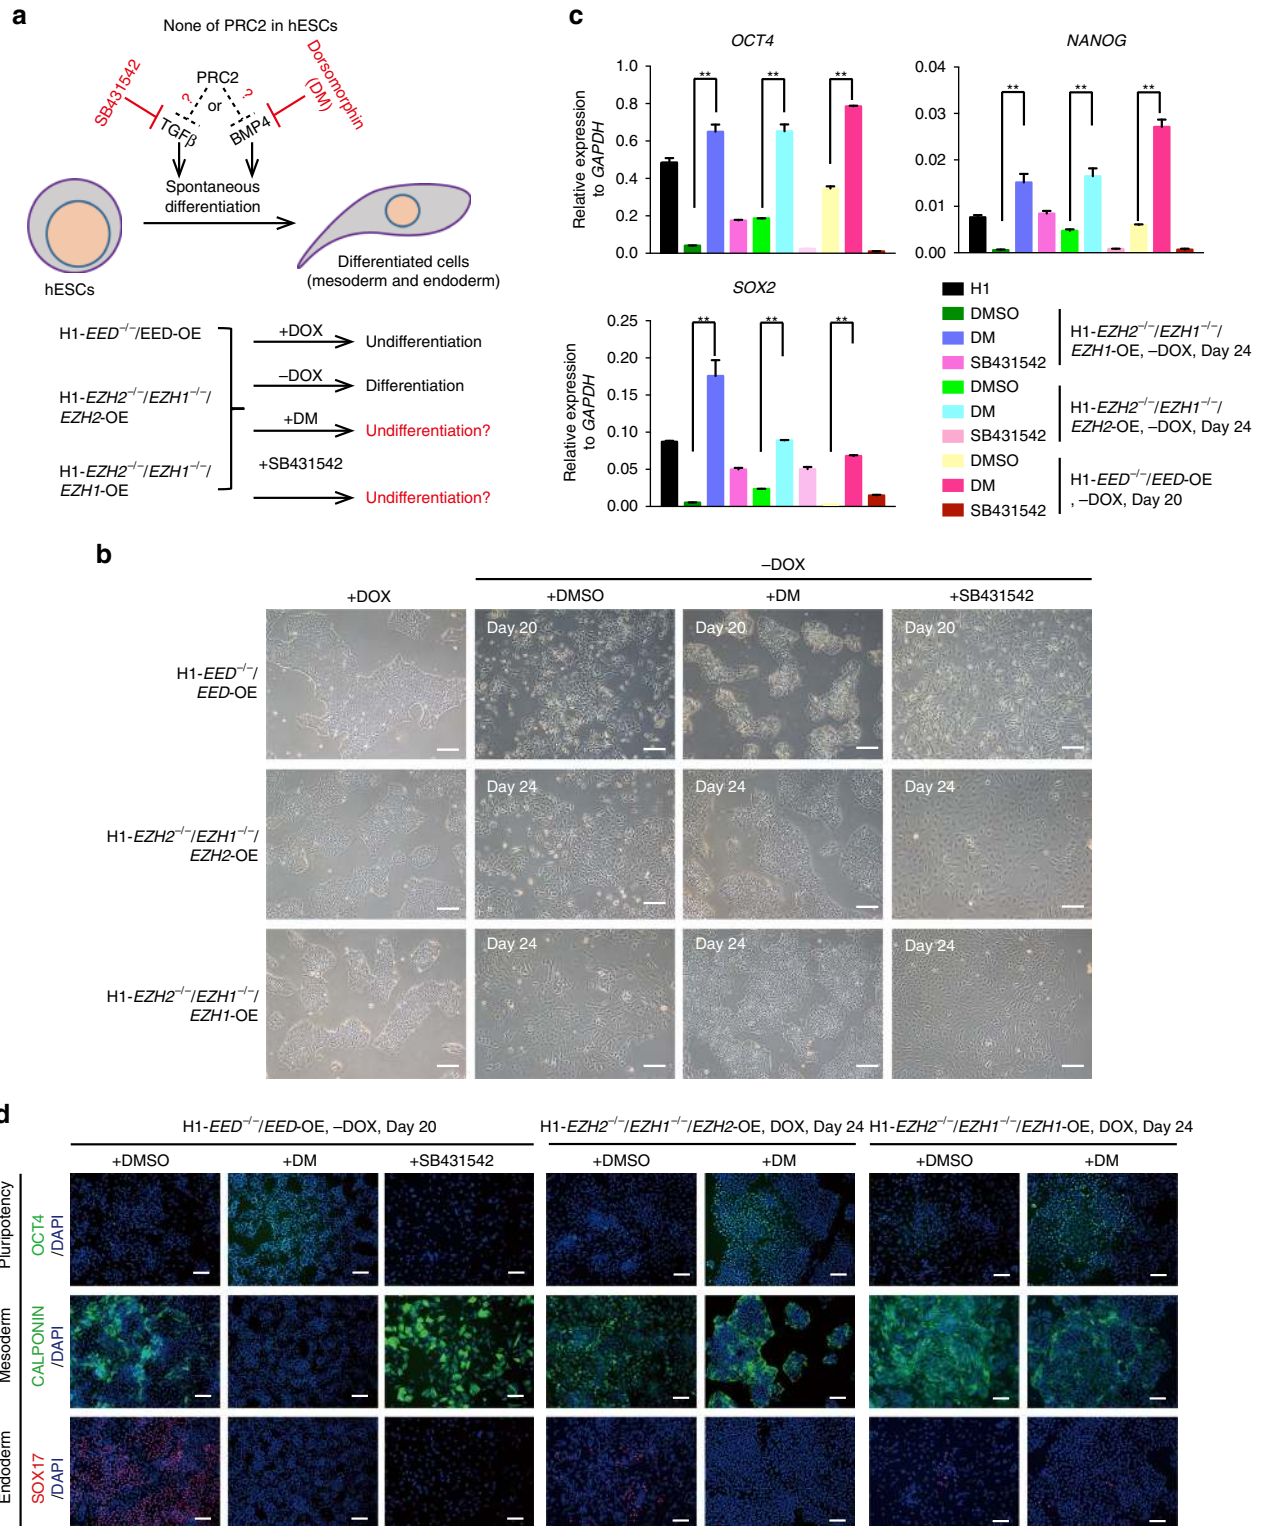 a
None of PRC2 in hESCs
SB431542
Dorsomorphin
(DM)
PRC2
or
?
?
TGFβ
BMP4
Spontaneous
differentiation
hESCs
Differentiated cells
(mesoderm and endoderm)
H1-EED−/−/EED-OE
H1-EZH2−/−/EZH1−/−/
EZH2-OE
H1-EZH2−/−/EZH1−/−/
EZH1-OE
+DOX
Undifferentiation
−DOX
Differentiation
+DM
Undifferentiation?
+SB431542
Undifferentiation?
c
OCT4
Relative expression
to GAPDH
1.0
0.8
0.6
0.4
0.2
0.0
**
**
**
NANOG
0.04
0.03
0.02
0.01
0.00
**
**
**
SOX2
Relative expression
to GAPDH
0.25
0.20
0.15
0.10
0.05
0.00
**
**
**
H1
DMSO
DM
SB431542
DMSO
DM
SB431542
DMSO
DM
SB431542
H1-EZH2−/−/EZH1−/−/
EZH1-OE, −DOX, Day 24
H1-EZH2−/−/EZH1−/−/
EZH2-OE, −DOX, Day 24
H1-EED−/−/EED-OE
, −DOX, Day 20
b
−DOX
+DOX
+DMSO
+DM
+SB431542
H1-EED−/−/
EED-OE
Day 20
Day 20
Day 20
H1-EZH2−/−/EZH1−/−/
EZH2-OE
Day 24
Day 24
Day 24
H1-EZH2−/−/EZH1−/−/
EZH1-OE
Day 24
Day 24
Day 24
d
H1-EED−/−/EED-OE, −DOX, Day 20
H1-EZH2−/−/EZH1−/−/EZH2-OE, DOX, Day 24
H1-EZH2−/−/EZH1−/−/EZH1-OE, DOX, Day 24
+DMSO
+DM
+SB431542
+DMSO
+DM
+DMSO
+DM
Pluripotency
OCT4
/DAPI
Mesoderm
CALPONIN
/DAPI
Endoderm
SOX17
/DAPI